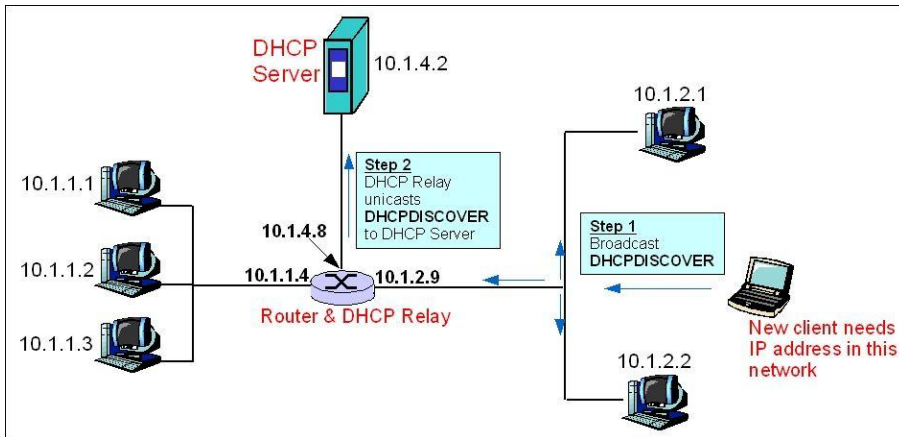 DHCP
Server
10.1.4.2
10.1.2.1
Step 2
DHCP Relay
unicasts
DHCPDISCOVER
to DHCP Server
10.1.1.1
Step 1
Broadcast
DHCPDISCOVER
10.1.4.8
10.1.1.2
10.1.1.4
10.1.2.9
Router & DHCP Relay
New client needs
IP address in this
network
10.1.1.3
10.1.2.2